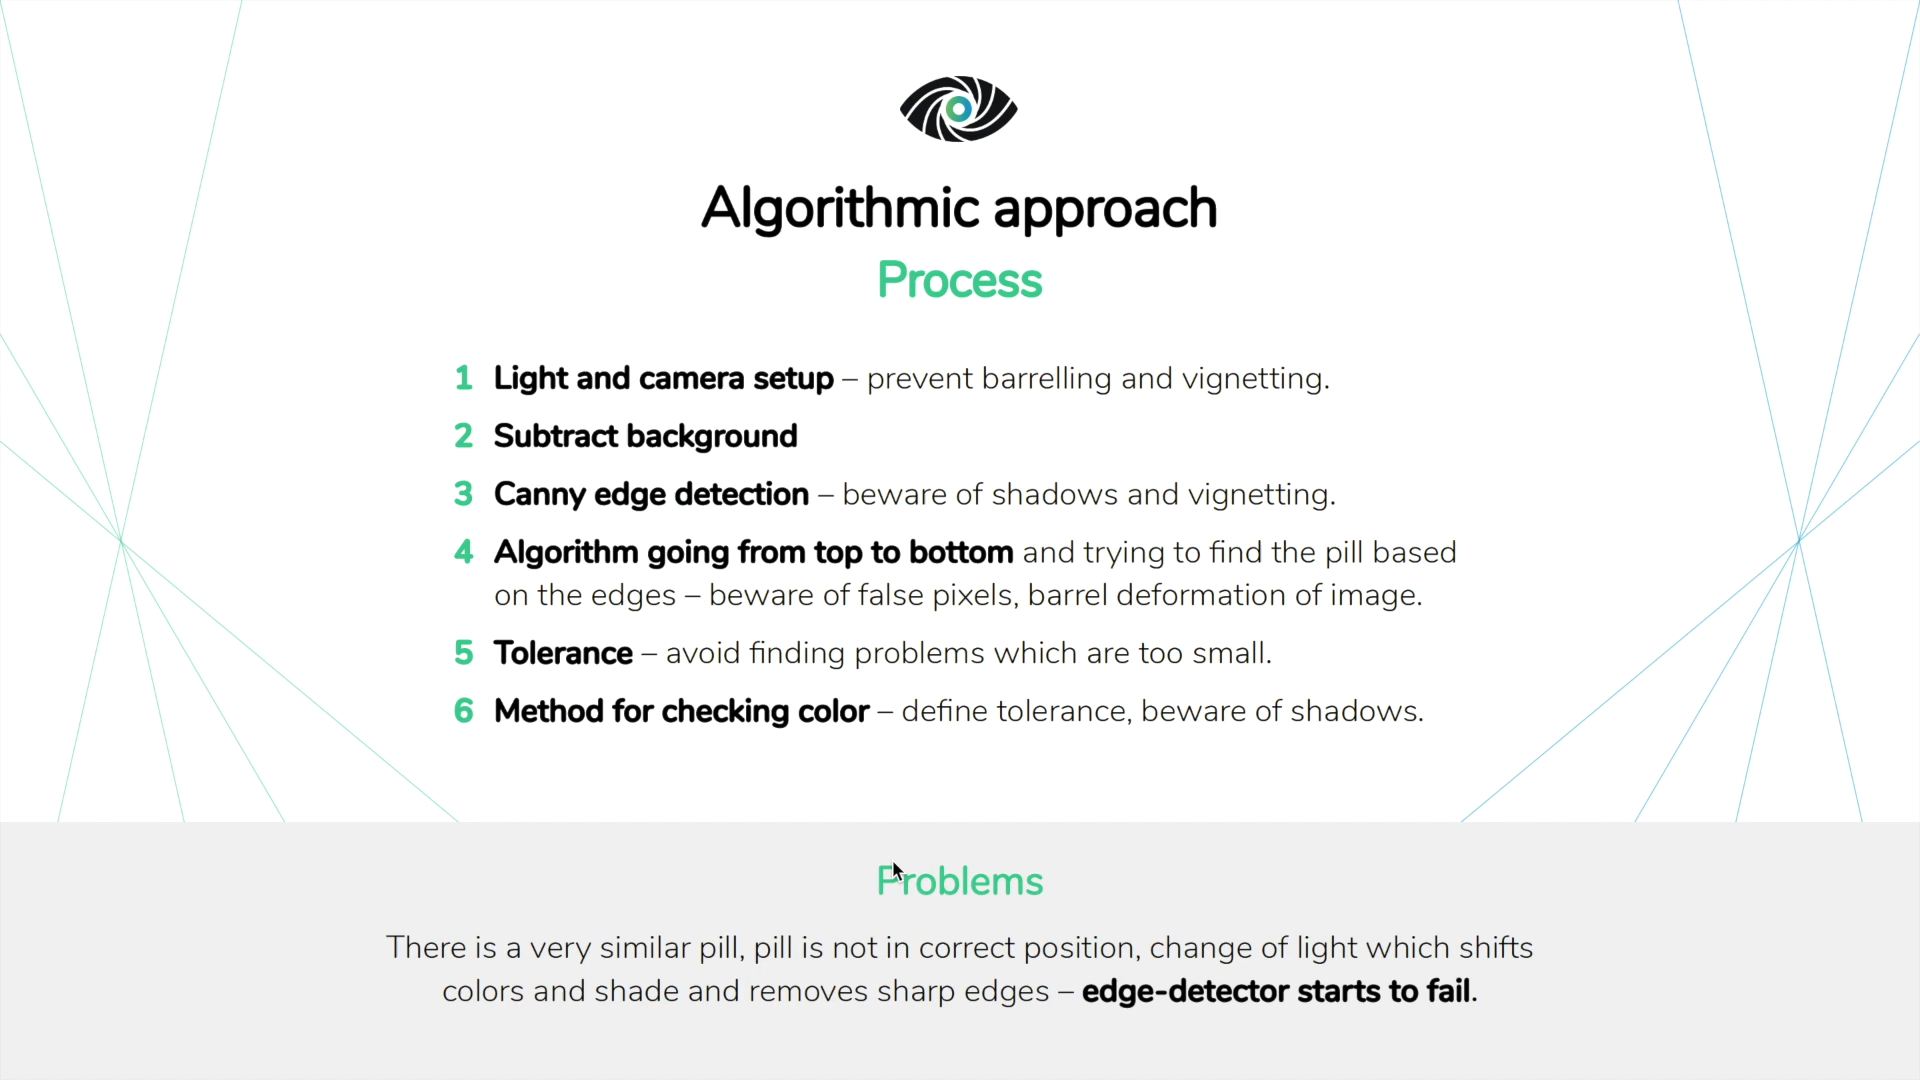 Algorithmic approach
Process
1 Light and camera setup – prevent barrelling and vignetting.
2 Subtract background
3 Canny edge detection – beware of shadows and vignetting.
4 Algorithm going from top to bottom and trying to find the pill based
on the edges – beware of false pixels, barrel deformation of image.
5 Tolerance – avoid finding problems which are too small.
6 Method for checking color – define tolerance, beware of shadows.
Problems
There is a very similar pill, pill is not in correct position, change of light which shifts
colors and shade and removes sharp edges – edge-detector starts to fail.